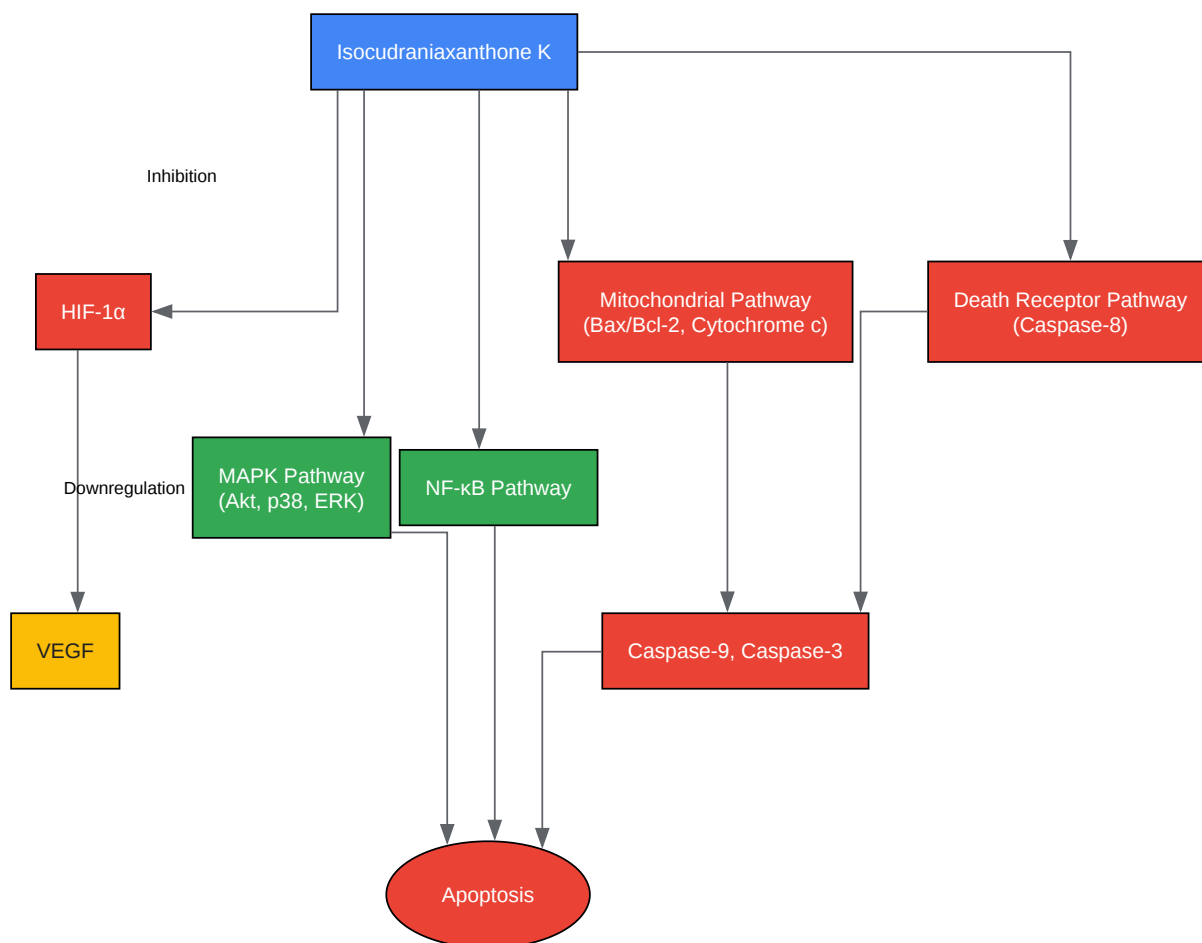 Isocudraniaxanthone K
Inhibition
HIF-1α
Mitochondrial Pathway
(Bax/Bcl-2, Cytochrome c)
Death Receptor Pathway
(Caspase-8)
Downregulation
MAPK Pathway
(Akt, p38, ERK)
NF-κB Pathway
VEGF
Caspase-9, Caspase-3
Apoptosis